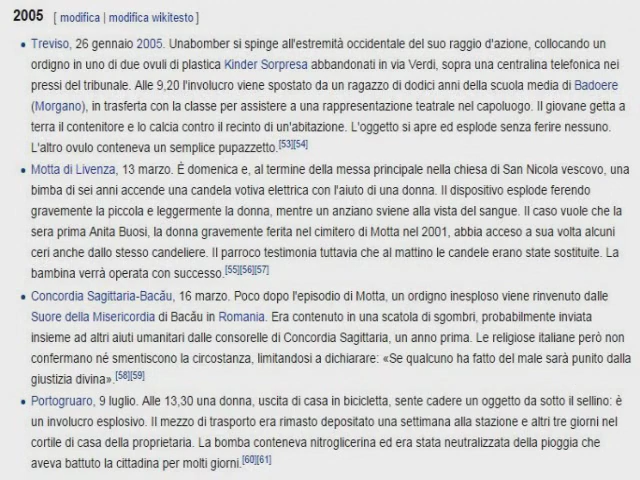 2005 [ modifica | modifica wikitesto ]
Treviso, 26 gennaio 2005. Unabomber si spinge all'estremità occidentale del suo raggio d'azione, collocando un
ordigno in uno di due ovuli di plastica Kinder Sorpresa abbandonati in via Verdi, sopra una centralina telefonica nei
pressi del tribunale. Alle 9,20 l'involucro viene spostato da un ragazzo di dodici anni della scuola media di Badoere
(Morgano), in trasferta con la classe per assistere a una rappresentazione teatrale nel capoluogo. Il giovane getta a
terra il contenitore e lo calcia contro il recinto di un'abitazione. L'oggetto si apre ed esplode senza ferire nessuno.
L'altro ovulo conteneva un semplice pupazzetto.[53][54]
Motta di Livenza, 13 marzo. È domenica e, al termine della messa principale nella chiesa di San Nicola vescovo, una
bimba di sei anni accende una candela votiva elettrica con l'aiuto di una donna. Il dispositivo esplode ferendo
gravemente la piccola e leggermente la donna, mentre un anziano sviene alla vista del sangue. Il caso vuole che la
sera prima Anita Buosi, la donna gravemente ferita nel cimitero di Motta nel 2001, abbia acceso a sua volta alcuni
ceri anche dallo stesso candeliere. Il parroco testimonia tuttavia che al mattino le candele erano state sostituite. La
bambina verrà operata con successo.[55][56][57]
Concordia Sagittaria-Bacău, 16 marzo. Poco dopo l'episodio di Motta, un ordigno inesploso viene rinvenuto dalle
Suore della Misericordia di Bacău in Romania. Era contenuto in una scatola di sgombri, probabilmente inviata
insieme ad altri aiuti umanitari dalle consorelle di Concordia Sagittaria, un anno prima. Le religiose italiane però non
confermano né smentiscono la circostanza, limitandosi a dichiarare: «Se qualcuno ha fatto del male sarà punito dalla
giustizia divina».[58][59]
Portogruaro, 9 luglio. Alle 13,30 una donna, uscita di casa in bicicletta, sente cadere un oggetto da sotto il sellino: è
un involucro esplosivo. Il mezzo di trasporto era rimasto depositato una settimana alla stazione e altri tre giorni nel
cortile di casa della proprietaria. La bomba conteneva nitroglicerina ed era stata neutralizzata della pioggia che
aveva battuto la cittadina per molti giorni.[60][61]